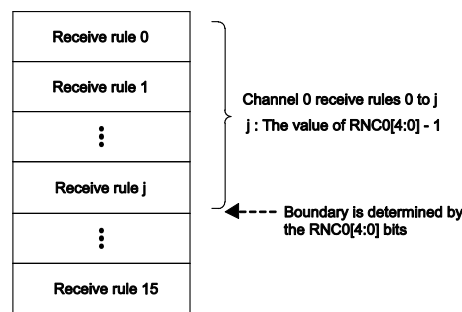 Receive rule 0
Receive rule 1
Receive rule j
Receive rule 15
Channel 0 receive rules 0 to j
j : The value of RNC0[4:0] - 1
Boundary is determined by
the RNC0[4:0] bits